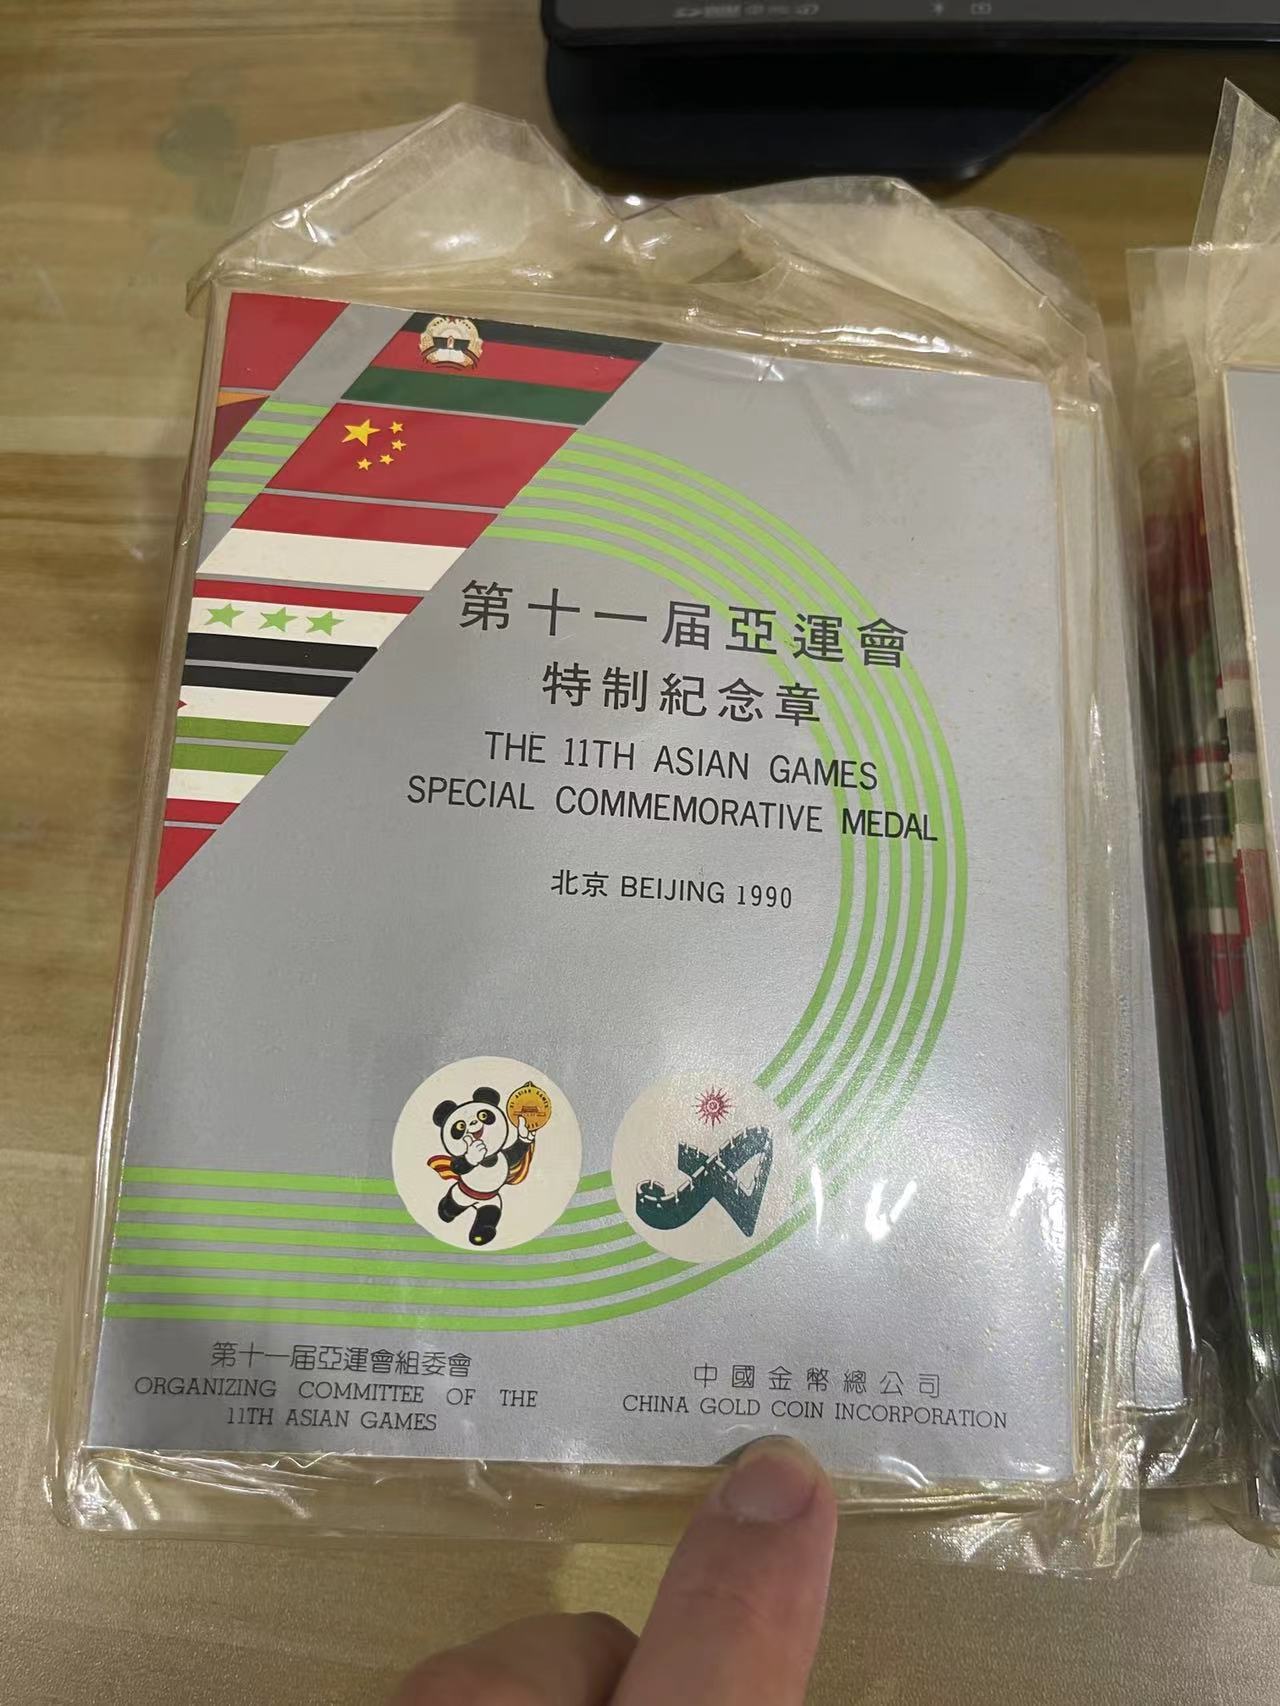 第十一届亞運會
特制紀念章
THE 11TH ASIAN GAMES
SPECIAL COMMEMORATIVE MEDAL
北京 BEIJING 1990
第十一届亞運會組委會
ORGANIZING COMMITTEE OF THE
11TH ASIAN GAMES
中國金幣總公司
CHINA GOLD COIN INCORPORATION